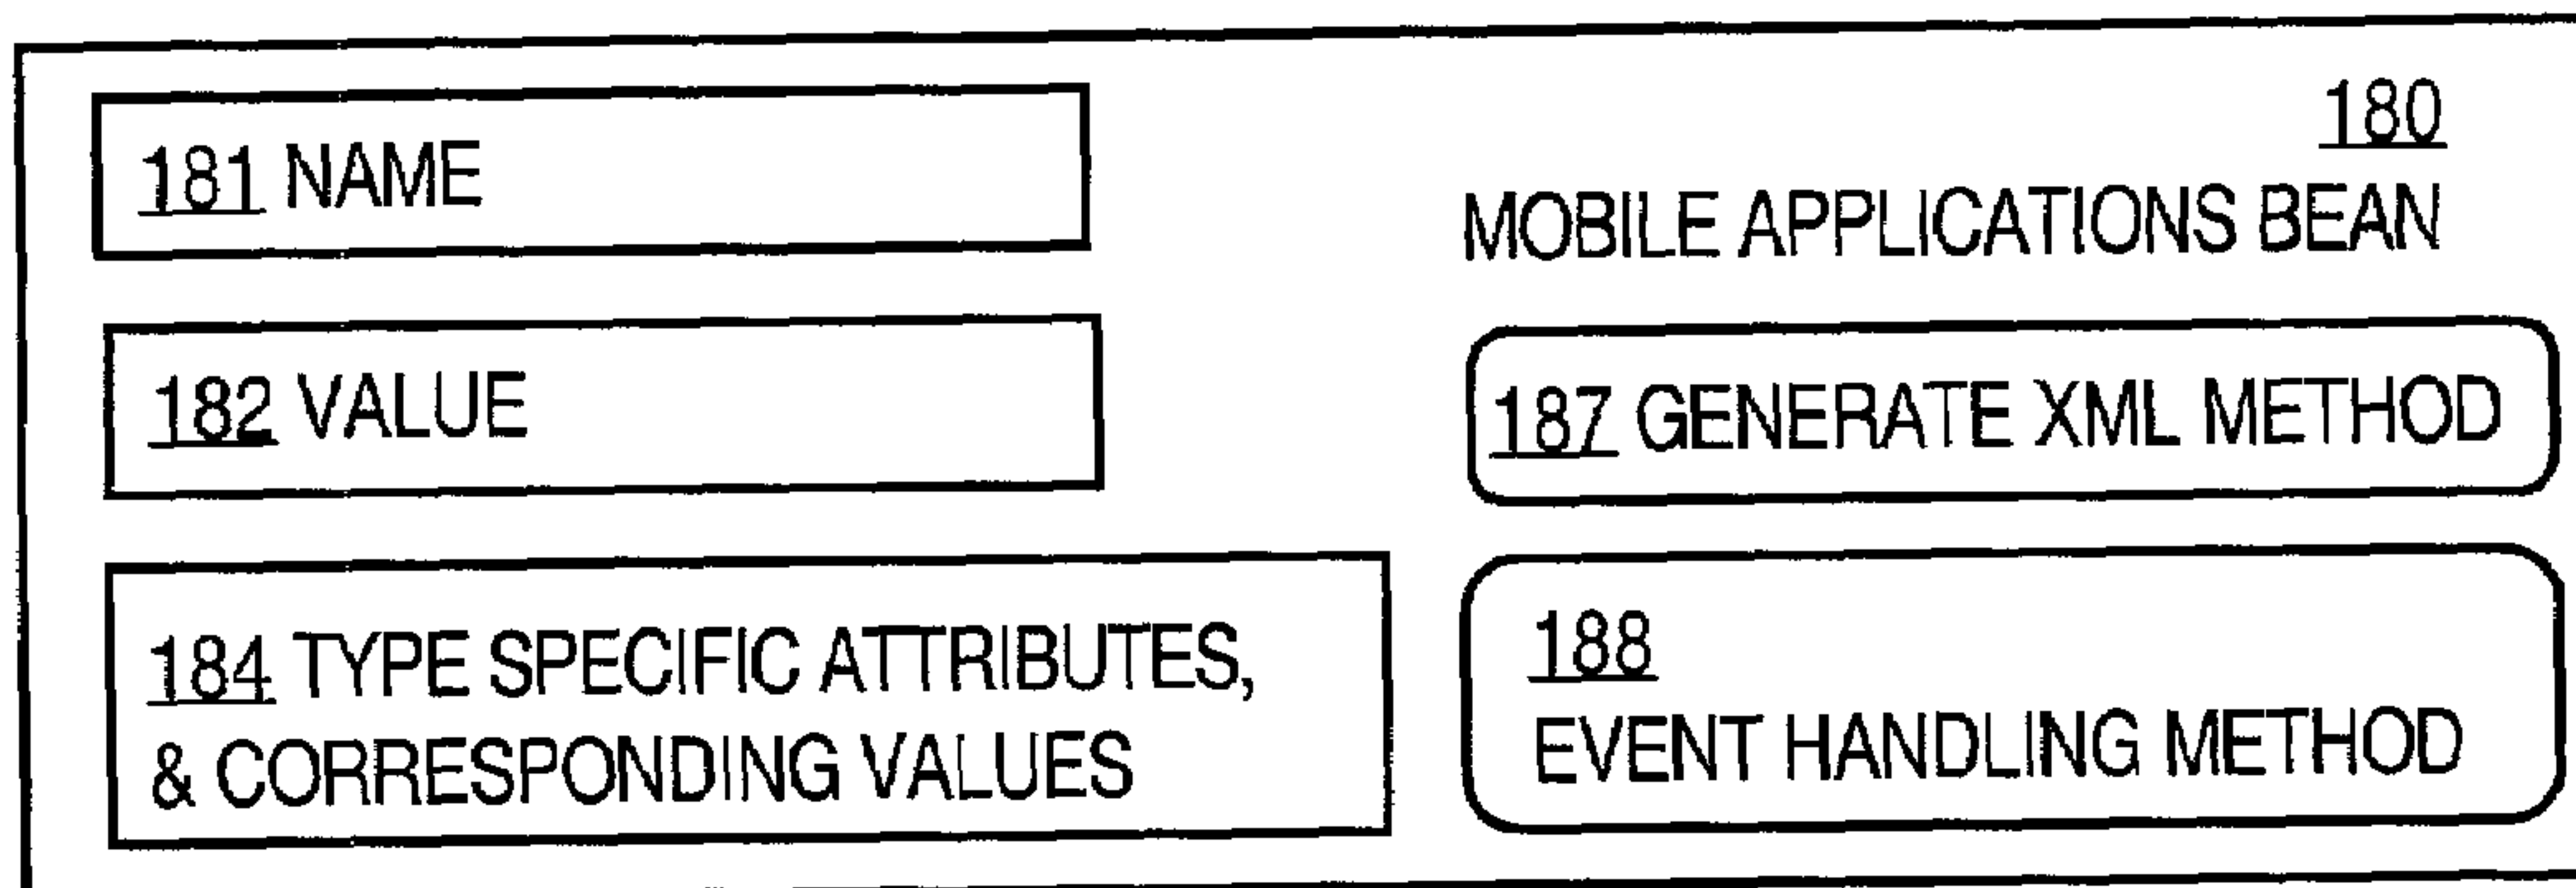 181 NAME
180
MOBILE APPLICATIONS BEAN
182 VALUE
187 GENERATE XML METHOD
184 TYPE SPECIFIC ATTRIBUTES,
& CORRESPONDING VALUES
188
EVENT HANDLING METHOD